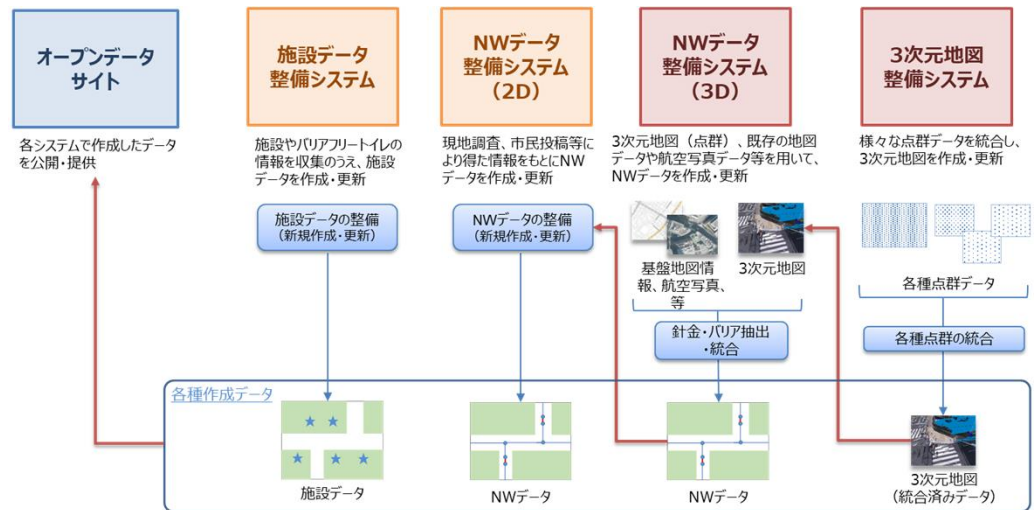 オープンデータ
サイト
各システムで作成したデータ
を公開・提供
施設データ
整備システム
施設やバリアフリートイレの
情報を収集のうえ、施設
データを作成・更新
施設データの整備
(新規作成・更新)
NWデータ
整備システム
(2D)
現地調査、市民投稿等に
より得た情報をもとにNW
データを作成・更新
NWデータの整備
(新規作成・更新)
NWデータ
整備システム
(3D)
3次元地図(点群)、既存の地図
データや航空写真データ等を用いて、
NWデータを作成・更新
基盤地図情
報、航空写真、
等
3次元地図
針金・バリア抽出
・統合
3次元地図
整備システム
様々な点群データを統合し、
3次元地図を作成・更新
各種点群データ
各種点群の統合
各種作成データ
施設データ
NWデータ
NWデータ
3次元地図
(統合済みデータ)